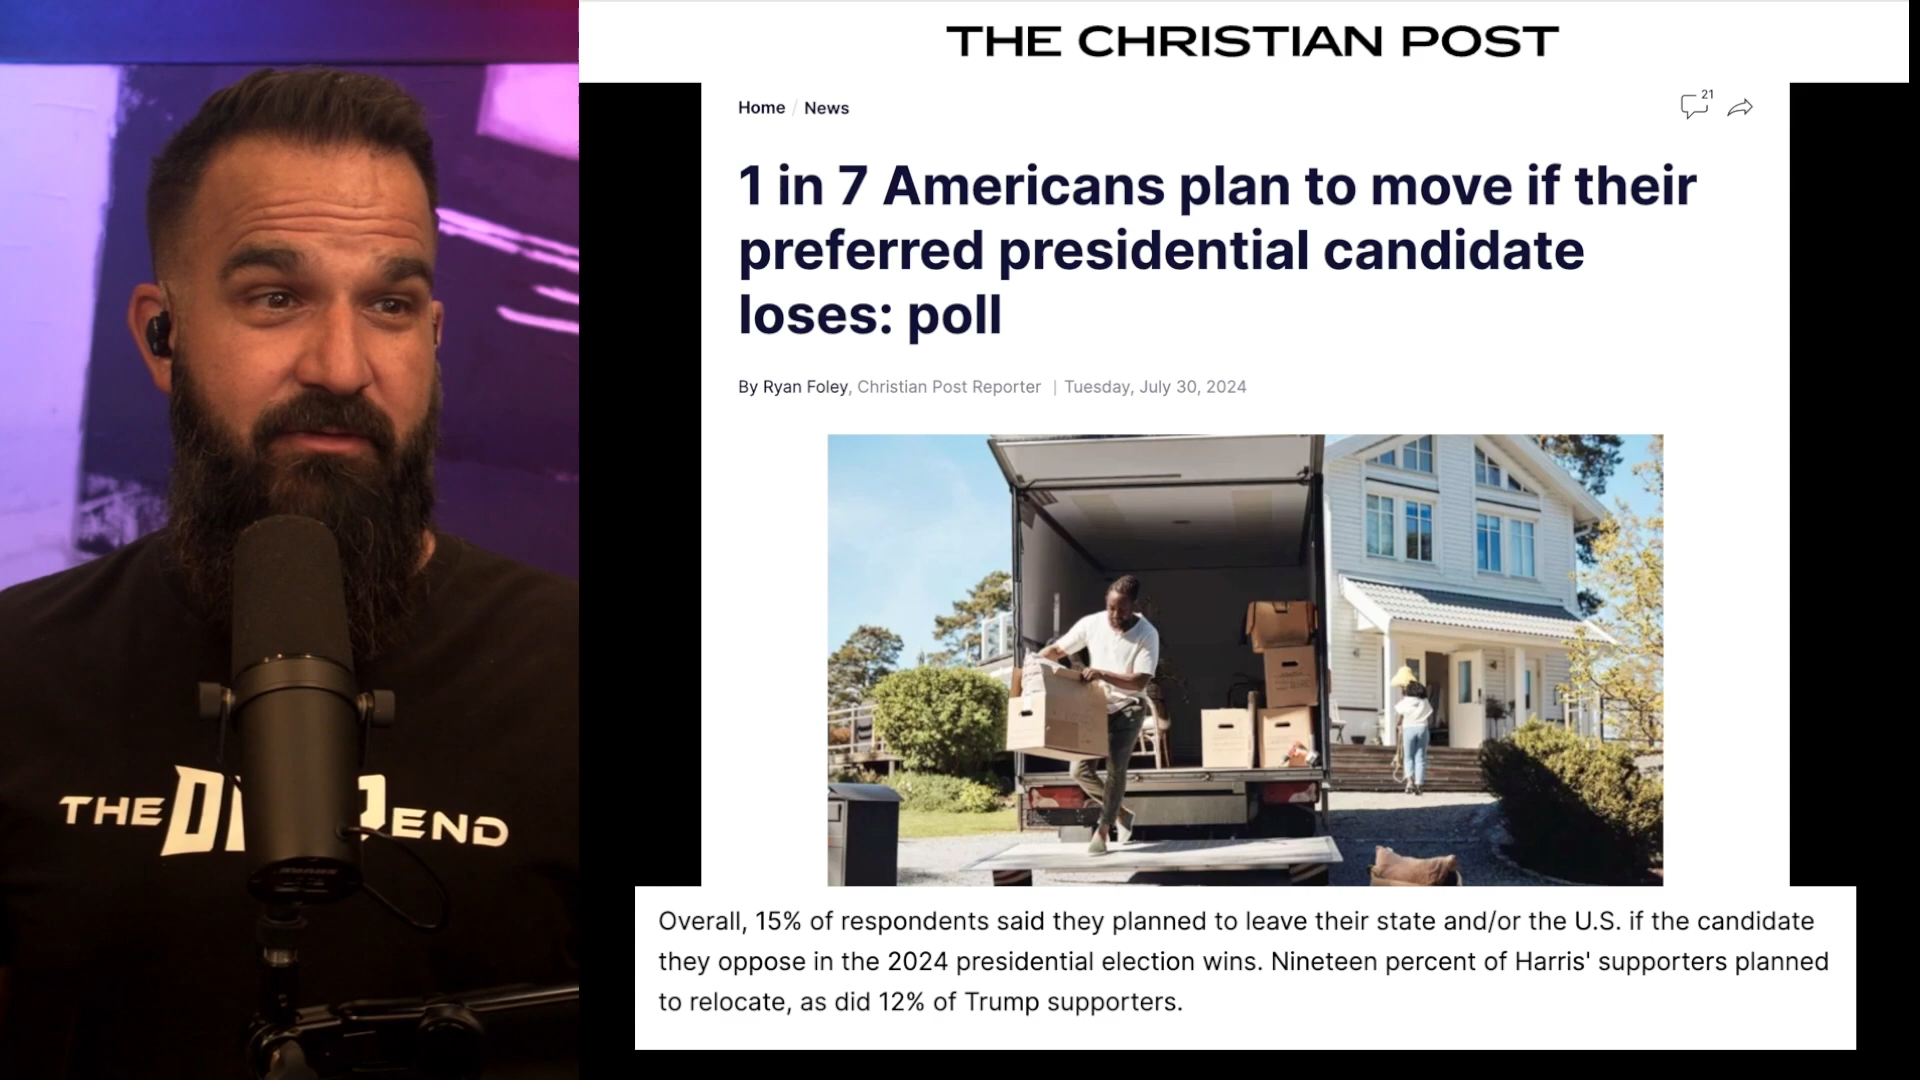 THE CHRISTIAN POST
Home / News
21
1 in 7 Americans plan to move if their
preferred presidential candidate
loses: poll
By Ryan Foley, Christian Post Reporter | Tuesday, July 30, 2024
THE
END
Overall, 15% of respondents said they planned to leave their state and/or the U.S. if the candidate
they oppose in the 2024 presidential election wins. Nineteen percent of Harris' supporters planned
to relocate, as did 12% of Trump supporters.